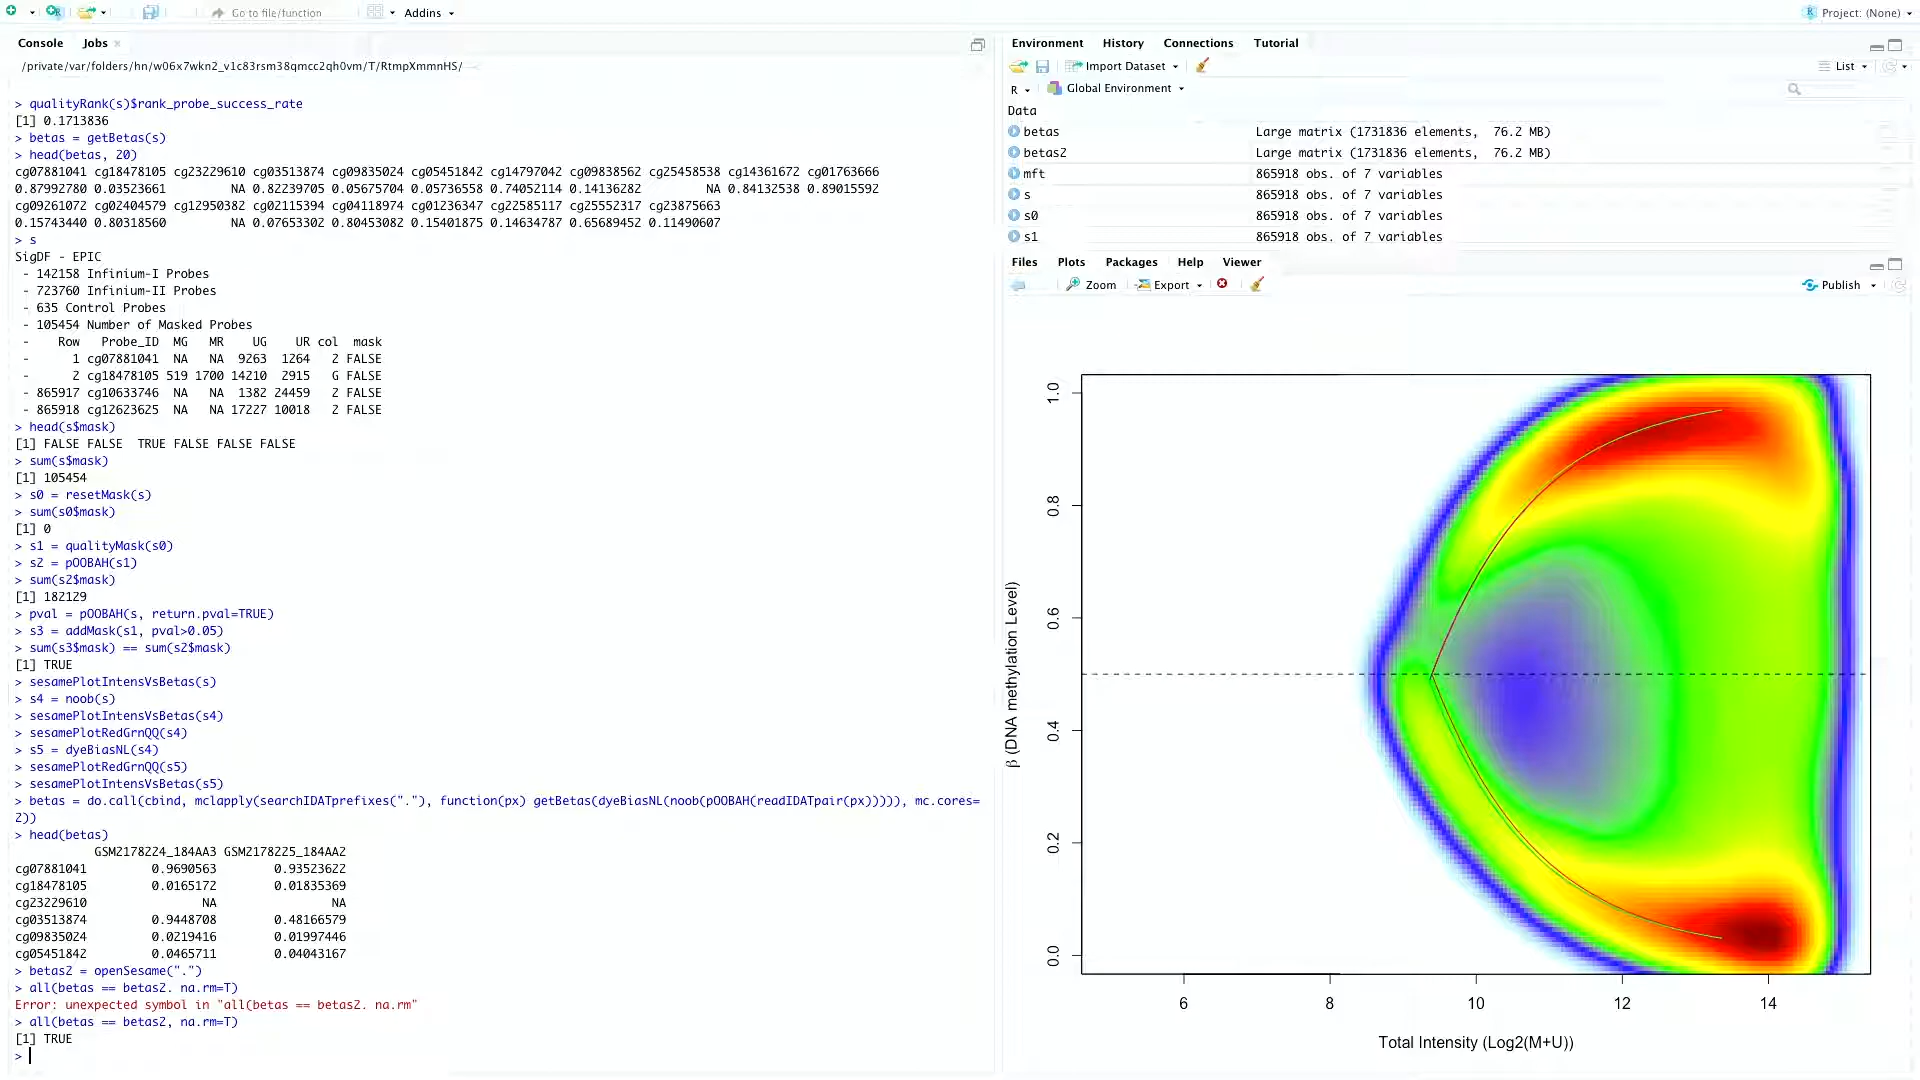 Go to file/function
Addins
Project: (None)
Console Jobs
/private/var/folders/hn/w06x7wkn2_v1c83rsm38qmcc2qh0vm/T/RtmpXmmnHS/
> qualityRank(s)$rank_probe_success_rate
[1] 0.1713836
> betas = getBetas(s)
> head(betas, 20)
cg07881041 cg18478105 cg23229610 cg03513874 cg09835024 cg05451842 cg14797042 cg09838562 cg25458538 cg14361672 cg01763666
0.87992780 0.03523661 NA 0.82239705 0.05675704 0.05736558 0.74052114 0.14136282 NA 0.84132538 0.89015592
cg09261072 cg02404579 cg12950382 cg02115394 cg04118974 cg01236347 cg22585117 cg25552317 cg23875663
0.15743440 0.80318560 NA 0.07653302 0.80453082 0.15401875 0.14634787 0.65689452 0.11490607
> s
SigDF - EPIC
- 142158 Infinium-I Probes
- 723760 Infinium-II Probes
- 635 Control Probes
- 105454 Number of Masked Probes
- Row Probe_ID MG MR UG UR col mask
- 1 cg07881041 NA NA 9263 1264 2 FALSE
- 2 cg18478105 519 1700 14210 2915 G FALSE
- 865917 cg10633746 NA NA 1382 24459 2 FALSE
- 865918 cg12623625 NA NA 17227 10018 2 FALSE
> head(s$mask)
[1] FALSE FALSE TRUE FALSE FALSE FALSE
> sum(s$mask)
[1] 105454
> s0 = resetMask(s)
> sum(s0$mask)
[1] 0
> s1 = qualityMask(s0)
> s2 = pOOBAH(s1)
> sum(s2$mask)
[1] 182129
> pval = pOOBAH(s, return.pval=TRUE)
> s3 = addMask(s1, pval>0.05)
> sum(s3$mask) == sum(s2$mask)
[1] TRUE
> sesamePlotIntensVsBetas(s)
> s4 = noob(s)
> sesamePlotIntensVsBetas(s4)
> sesamePlotRedGrnQQ(s4)
> s5 = dyeBiasNL(s4)
> sesamePlotRedGrnQQ(s5)
> sesamePlotIntensVsBetas(s5)
> betas = do.call(cbind, mclapply(searchIDATprefixes("."), function(px) getBetas(dyeBiasNL(noob(pOOBAH(readIDATpair(px))))), mc.cores=
2))
> head(betas)
GSM2178224_184AA3 GSM2178225_184AA2
cg07881041 0.9690563 0.93523622
cg18478105 0.0165172 0.01835369
cg23229610 NA NA
cg03513874 0.9448708 0.48166579
cg09835024 0.0219416 0.01997446
cg05451842 0.0465711 0.04043167
> betas2 = openSesame(".")
> all(betas == betas2. na.rm=T)
Error: unexpected symbol in "all(betas == betas2. na.rm"
> all(betas == betas2, na.rm=T)
[1] TRUE
>
Environment History Connections Tutorial
Import Dataset List
R Global Environment
Data
betas Large matrix (1731836 elements, 76.2 MB)
betas2 Large matrix (1731836 elements, 76.2 MB)
mft 865918 obs. of 7 variables
s 865918 obs. of 7 variables
s0 865918 obs. of 7 variables
s1 865918 obs. of 7 variables
Files Plots Packages Help Viewer
Zoom Export Publish
β (DNA methylation Level)
1.0
0.8
0.6
0.4
0.2
0.0
6 8 10 12 14
Total Intensity (Log2(M+U))